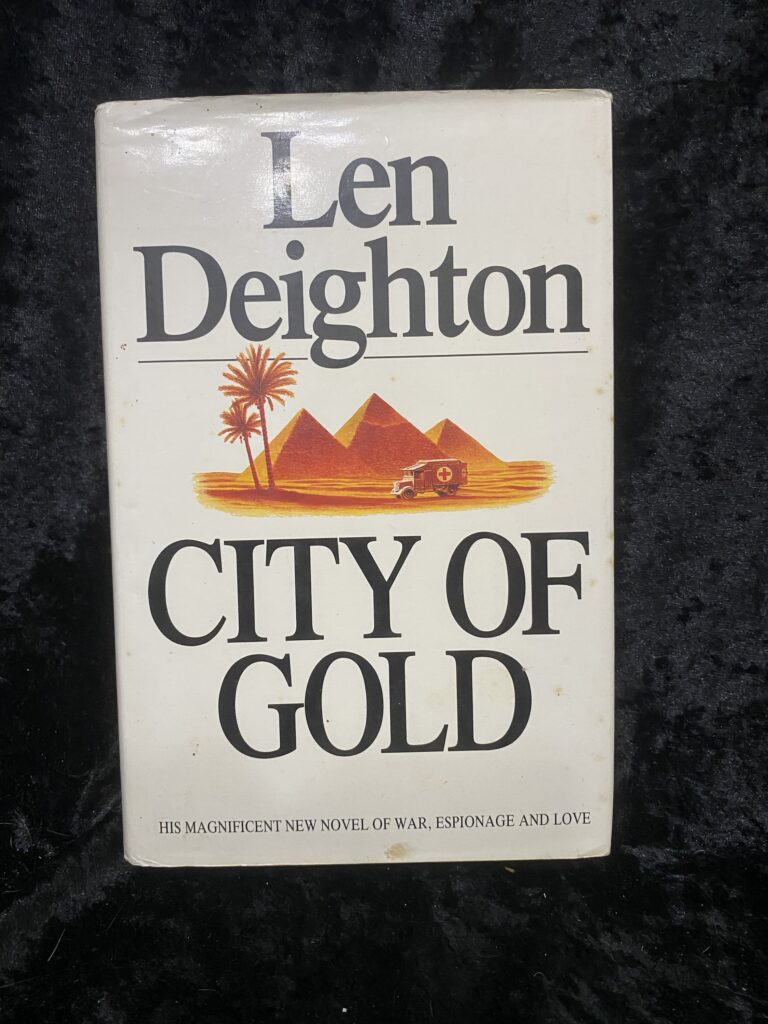 Len
Deighton
CITY OF
GOLD
HIS MAGNIFICENT NEW NOVEL OF WAR, ESPIONAGE AND LOVE